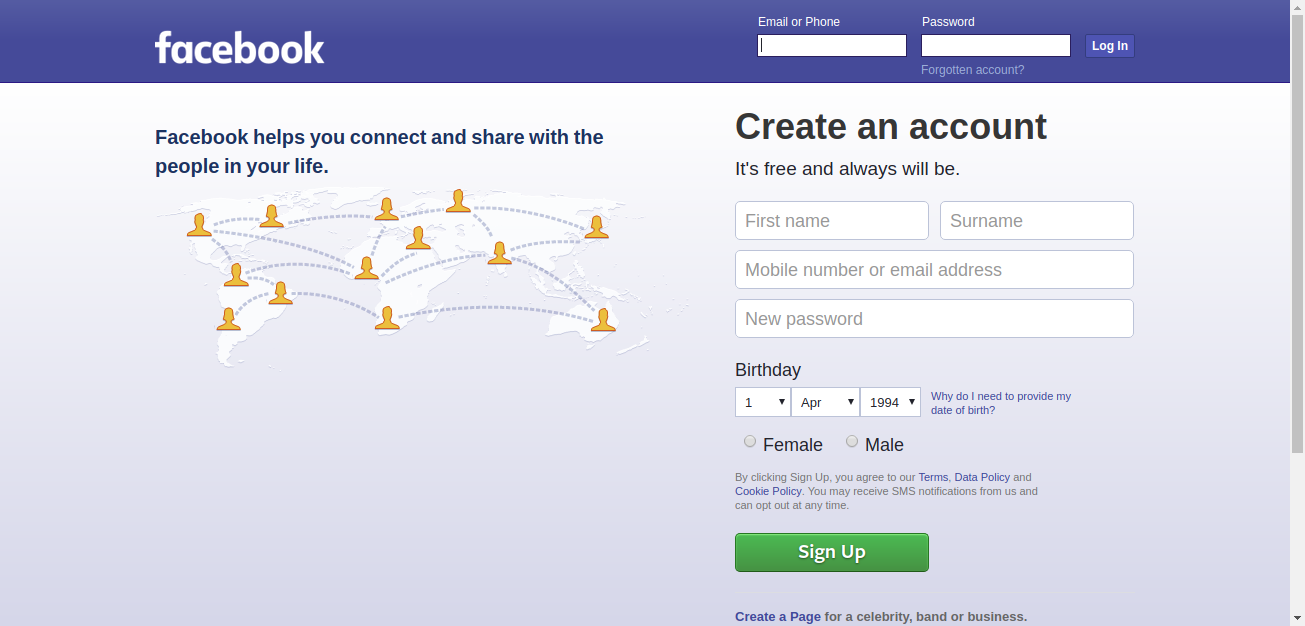 facebook
Email or Phone
Password
Log In
Forgotten account?
Facebook helps you connect and share with the
people in your life.
Create an account
It's free and always will be.
First name
Surname
Mobile number or email address
New password
Birthday
1
Apr
1994
Why do I need to provide my
date of birth?
Female
Male
By clicking Sign Up, you agree to our Terms, Data Policy and
Cookie Policy. You may receive SMS notifications from us and
can opt out at any time.
Sign Up
Create a Page for a celebrity, band or business.